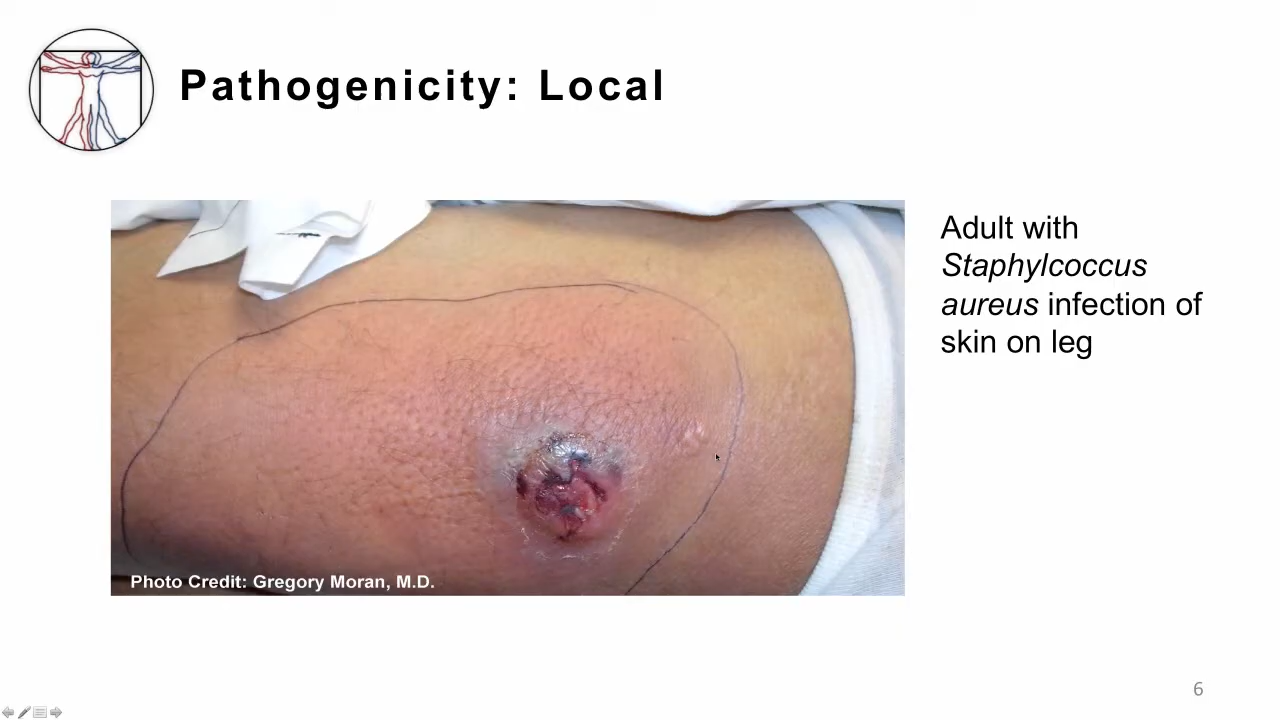 Pathogenicity: Local
Adult with
Staphylcoccus
aureus infection of
skin on leg
Photo Credit: Gregory Moran, M.D.
6